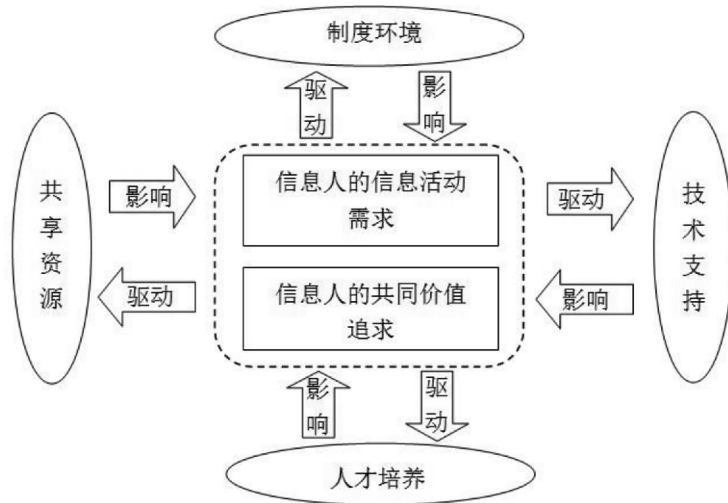 制度环境
驱动
影响
共享资源
影响
信息人的信息活动
需求
驱动
技术支持
驱动
信息人的共同价值
追求
影响
影响
驱动
人才培养